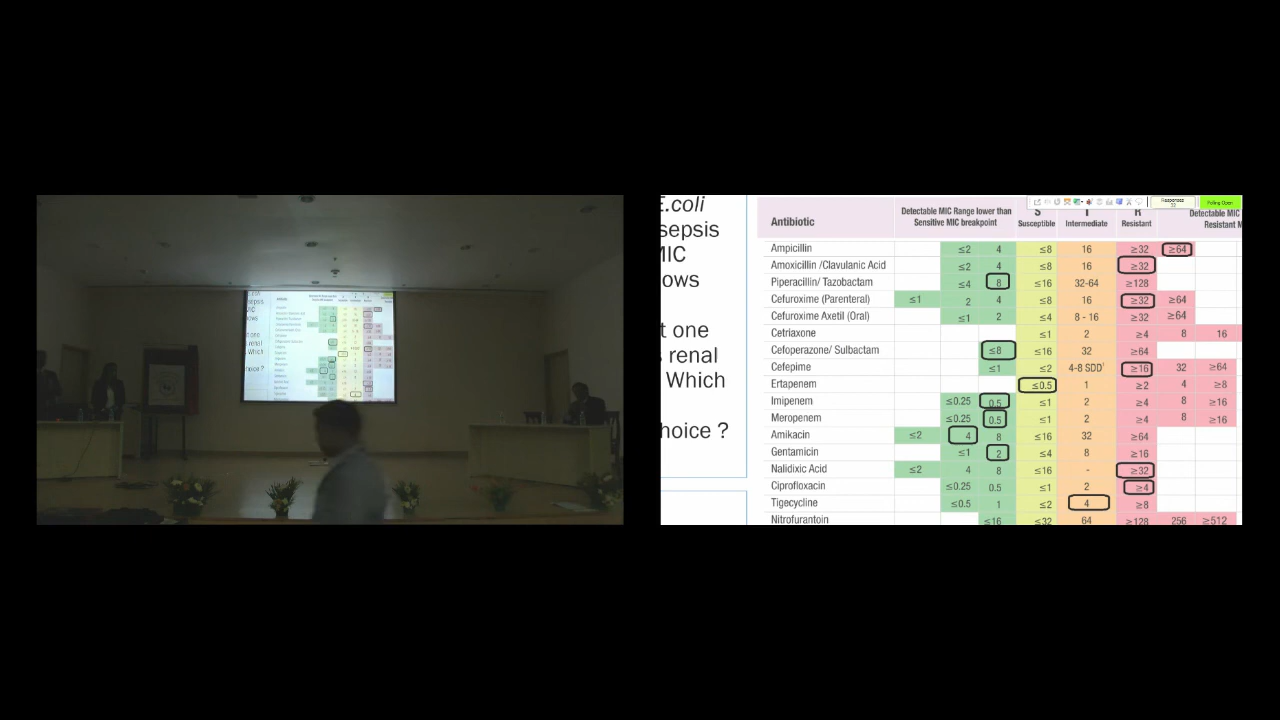 E.coli
sepsis
MIC
ows
t one
renal
Which
hoice ?
Responses
Polling Open
Antibiotic Detectable MIC Range lower than Sensitive MIC breakpoint S Susceptible I Intermediate R Resistant Detectable MIC Resistant M
Ampicillin ≤2 4 ≤8 16 ≥32 ≥64
Amoxicillin /Clavulanic Acid ≤2 4 ≤8 16 ≥32
Piperacillin/ Tazobactam ≤4 8 ≤16 32-64 ≥128
Cefuroxime (Parenteral) ≤1 2 4 ≤8 16 ≥32 ≥64
Cefuroxime Axetil (Oral) ≤1 2 ≤4 8 - 16 ≥32 ≥64
Cetriaxone ≤1 2 ≥4 8 16
Cefoperazone/ Sulbactam ≤8 ≤16 32 ≥64
Cefepime ≤1 ≤2 4-8 SDD ≥16 32 ≥64
Ertapenem ≤0.5 1 ≥2 4 ≥8
Imipenem ≤0.25 0.5 ≤1 2 ≥4 8 ≥16
Meropenem ≤0.25 0.5 ≤1 2 ≥4 8 ≥16
Amikacin ≤2 4 8 ≤16 32 ≥64
Gentamicin ≤1 2 ≤4 8 ≥16
Nalidixic Acid ≤2 4 8 ≤16 - ≥32
Ciprofloxacin ≤0.25 0.5 ≤1 2 ≥4
Tigecycline ≤0.5 1 ≤2 4 ≥8
Nitrofurantoin ≤16 ≤32 64 ≥128 256 ≥512